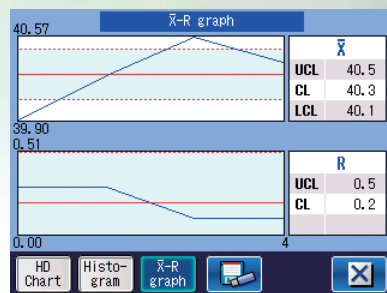 X̄-R graph
40.57
39.90
X̄
UCL 40.5
CL 40.3
LCL 40.1
0.51
0.00
4
R
UCL 0.5
CL 0.2
HD
Chart
Histo-
gram
X̄-R
graph